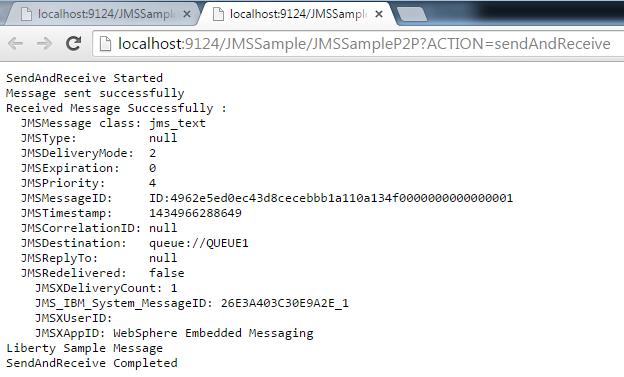 localhost:9124/JMSSampl
localhost:9124/JMSSampl
localhost:9124/JMSSample/JMSSampleP2P?ACTION=sendAndReceive
SendAndReceive Started
Message sent successfully
Received Message Successfully :
JMSMessage class: jms_text
JMSType: null
JMSDeliveryMode: 2
JMSExpiration: 0
JMSPriority: 4
JMSMessageID: ID:4962e5ed0ec43d8cecebbb1a110a134f0000000000000001
JMSTimestamp: 1434966288649
JMSCorrelationID: null
JMSDestination: queue://QUEUE1
JMSReplyTo: null
JMSRedelivered: false
JMSXDeliveryCount: 1
JMS_IBM_System_MessageID: 26E3A403C30E9A2E_1
JMSXUserID:
JMSXAppID: WebSphere Embedded Messaging
Liberty Sample Message
SendAndReceive Completed